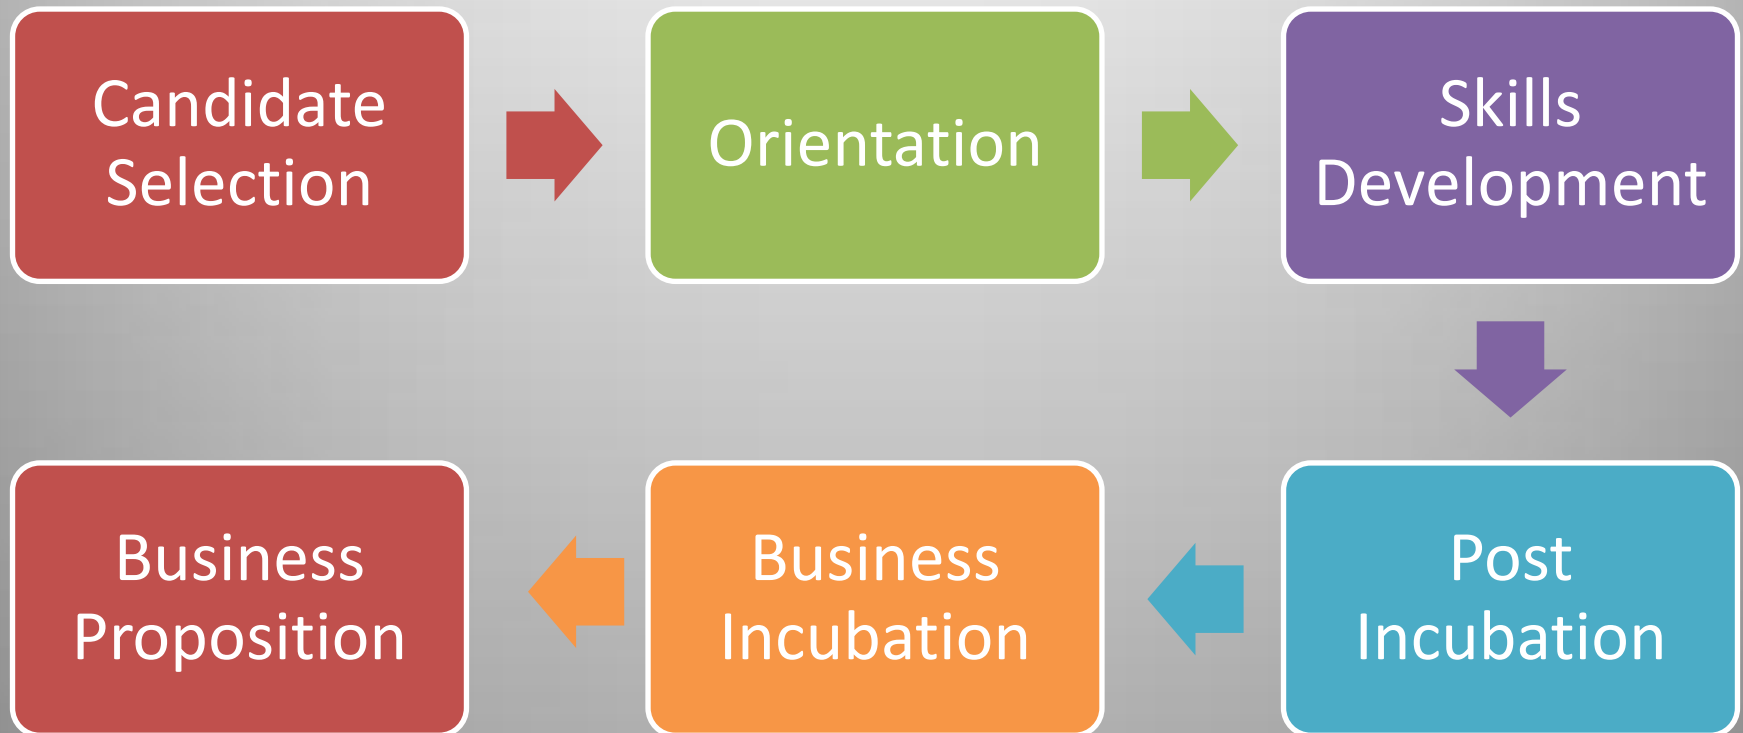 Candidate
Selection
Orientation
Skills
Development
Post
Incubation
Business
Incubation
Business
Proposition